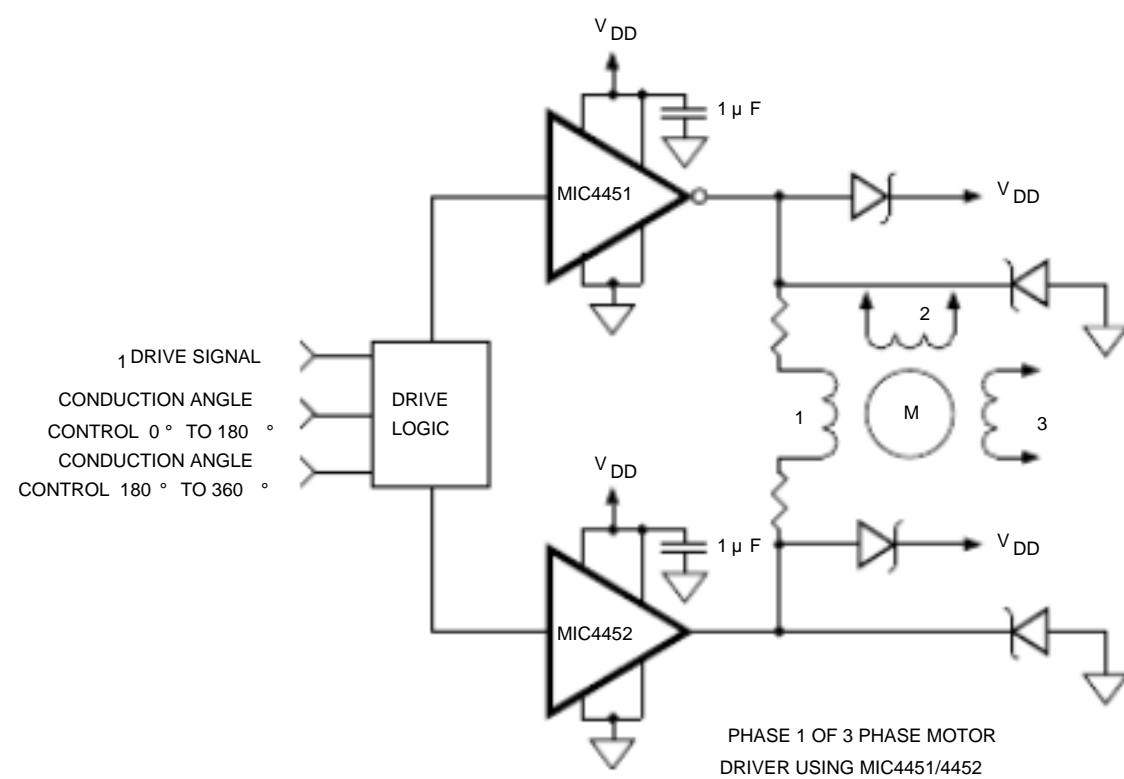 V DD
1 µ F
MIC4451
V DD
2
1 DRIVE SIGNAL
CONDUCTION ANGLE
CONTROL 0 ° TO 180 °
CONDUCTION ANGLE
CONTROL 180 ° TO 360 °
DRIVE
LOGIC
1
M
3
V DD
1 µ F
V DD
MIC4452
PHASE 1 OF 3 PHASE MOTOR
DRIVER USING MIC4451/4452